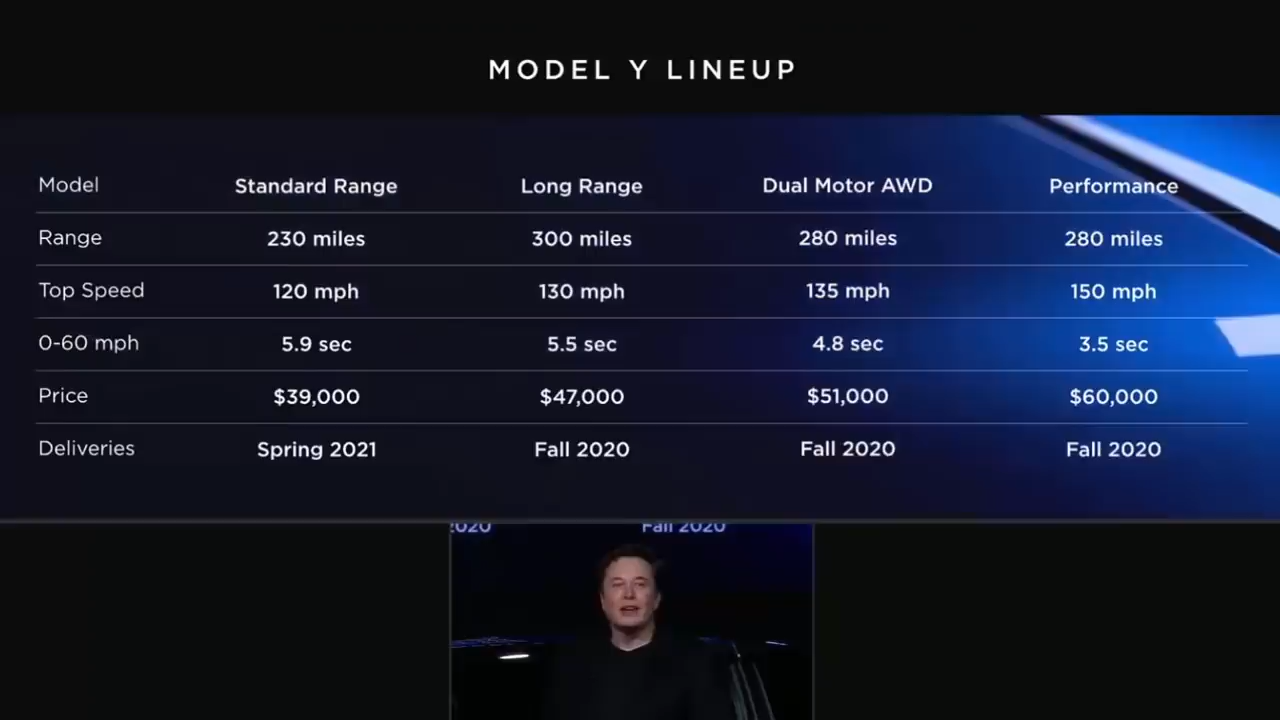 MODEL Y LINEUP
Model Standard Range Long Range Dual Motor AWD Performance
Range 230 miles 300 miles 280 miles 280 miles
Top Speed 120 mph 130 mph 135 mph 150 mph
0-60 mph 5.9 sec 5.5 sec 4.8 sec 3.5 sec
Price $39,000 $47,000 $51,000 $60,000
Deliveries Spring 2021 Fall 2020 Fall 2020 Fall 2020
2020 Fall 2020